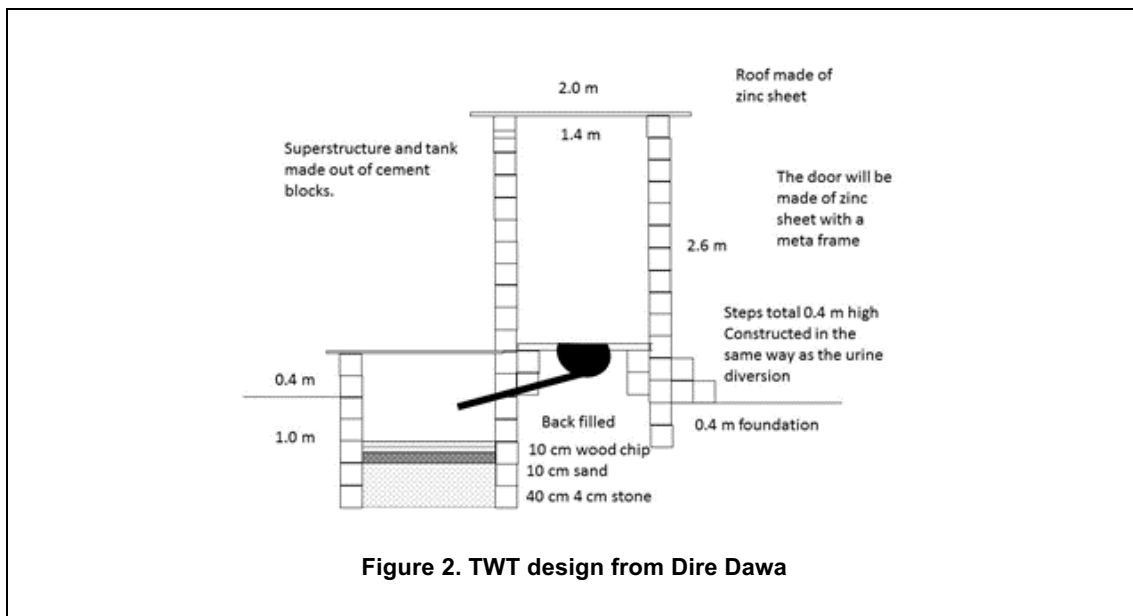 2.0 m
Roof made of
zinc sheet
1.4 m
Superstructure and tank
made out of cement
blocks.
The door will be
made of zinc
sheet with a
meta frame
2.6 m
Steps total 0.4 m high
Constructed in the
same way as the urine
diversion
0.4 m
1.0 m
Back filled
0.4 m foundation
10 cm wood chip
10 cm sand
40 cm 4 cm stone
Figure 2. TWT design from Dire Dawa